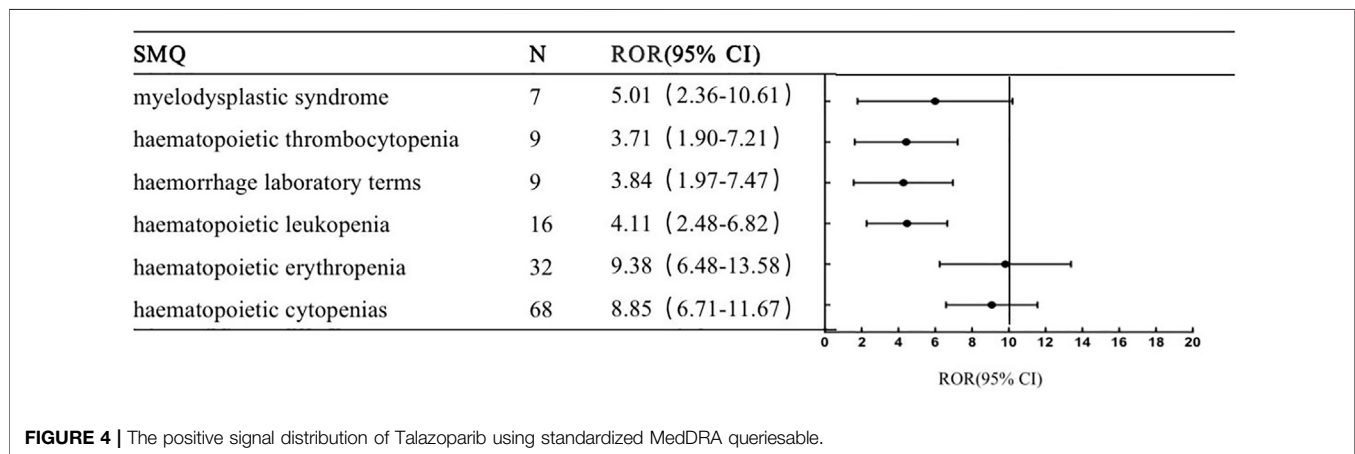 SMQ N ROR(95% CI)
myelodysplastic syndrome 7 5.01 (2.36-10.61)
haematopoietic thrombocytopenia 9 3.71 (1.90-7.21)
haemorrhage laboratory terms 9 3.84 (1.97-7.47)
haematopoietic leukopenia 16 4.11 (2.48-6.82)
haematopoietic erythropenia 32 9.38 (6.48-13.58)
haematopoietic cytopenias 68 8.85 (6.71-11.67)
0 2 4 6 8 10 12 14 16 18 20
ROR(95% CI)
FIGURE 4 | The positive signal distribution of Talazoparib using standardized MedDRA queriesable.